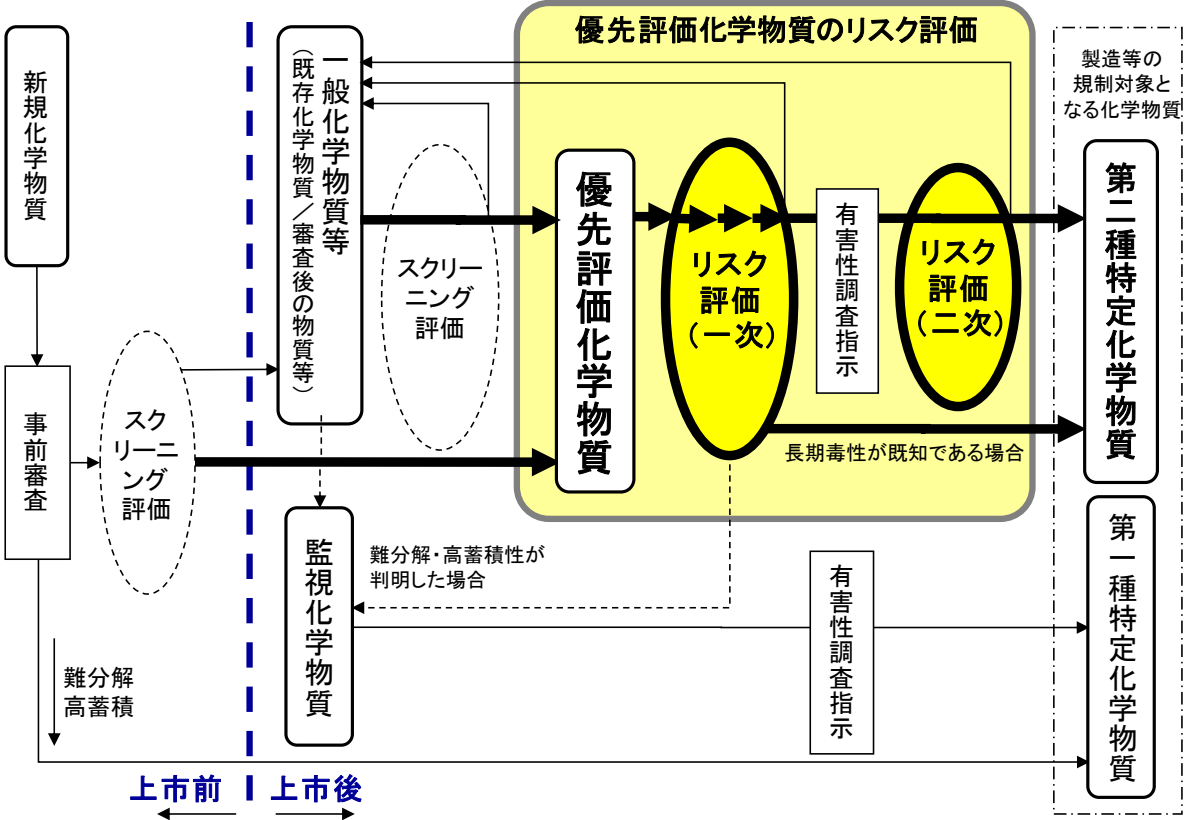 優先評価化学物質のリスク評価
新規化学物質
事前審査
スク
リーニ
ング
評価
難分解
高蓄積
一般化学物質等
（既存化学物質／審査後の物質等）
スクリー
ニング
評価
優先評価化学物質
リスク
評価
(一次)
有害性調査指示
リスク
評価
(二次)
長期毒性が既知である場合
製造等の
規制対象と
なる化学物質
第二種特定化学物質
監視化学物質
難分解・高蓄積性が
判明した場合
有害性調査指示
第一種特定化学物質
上市前
上市後